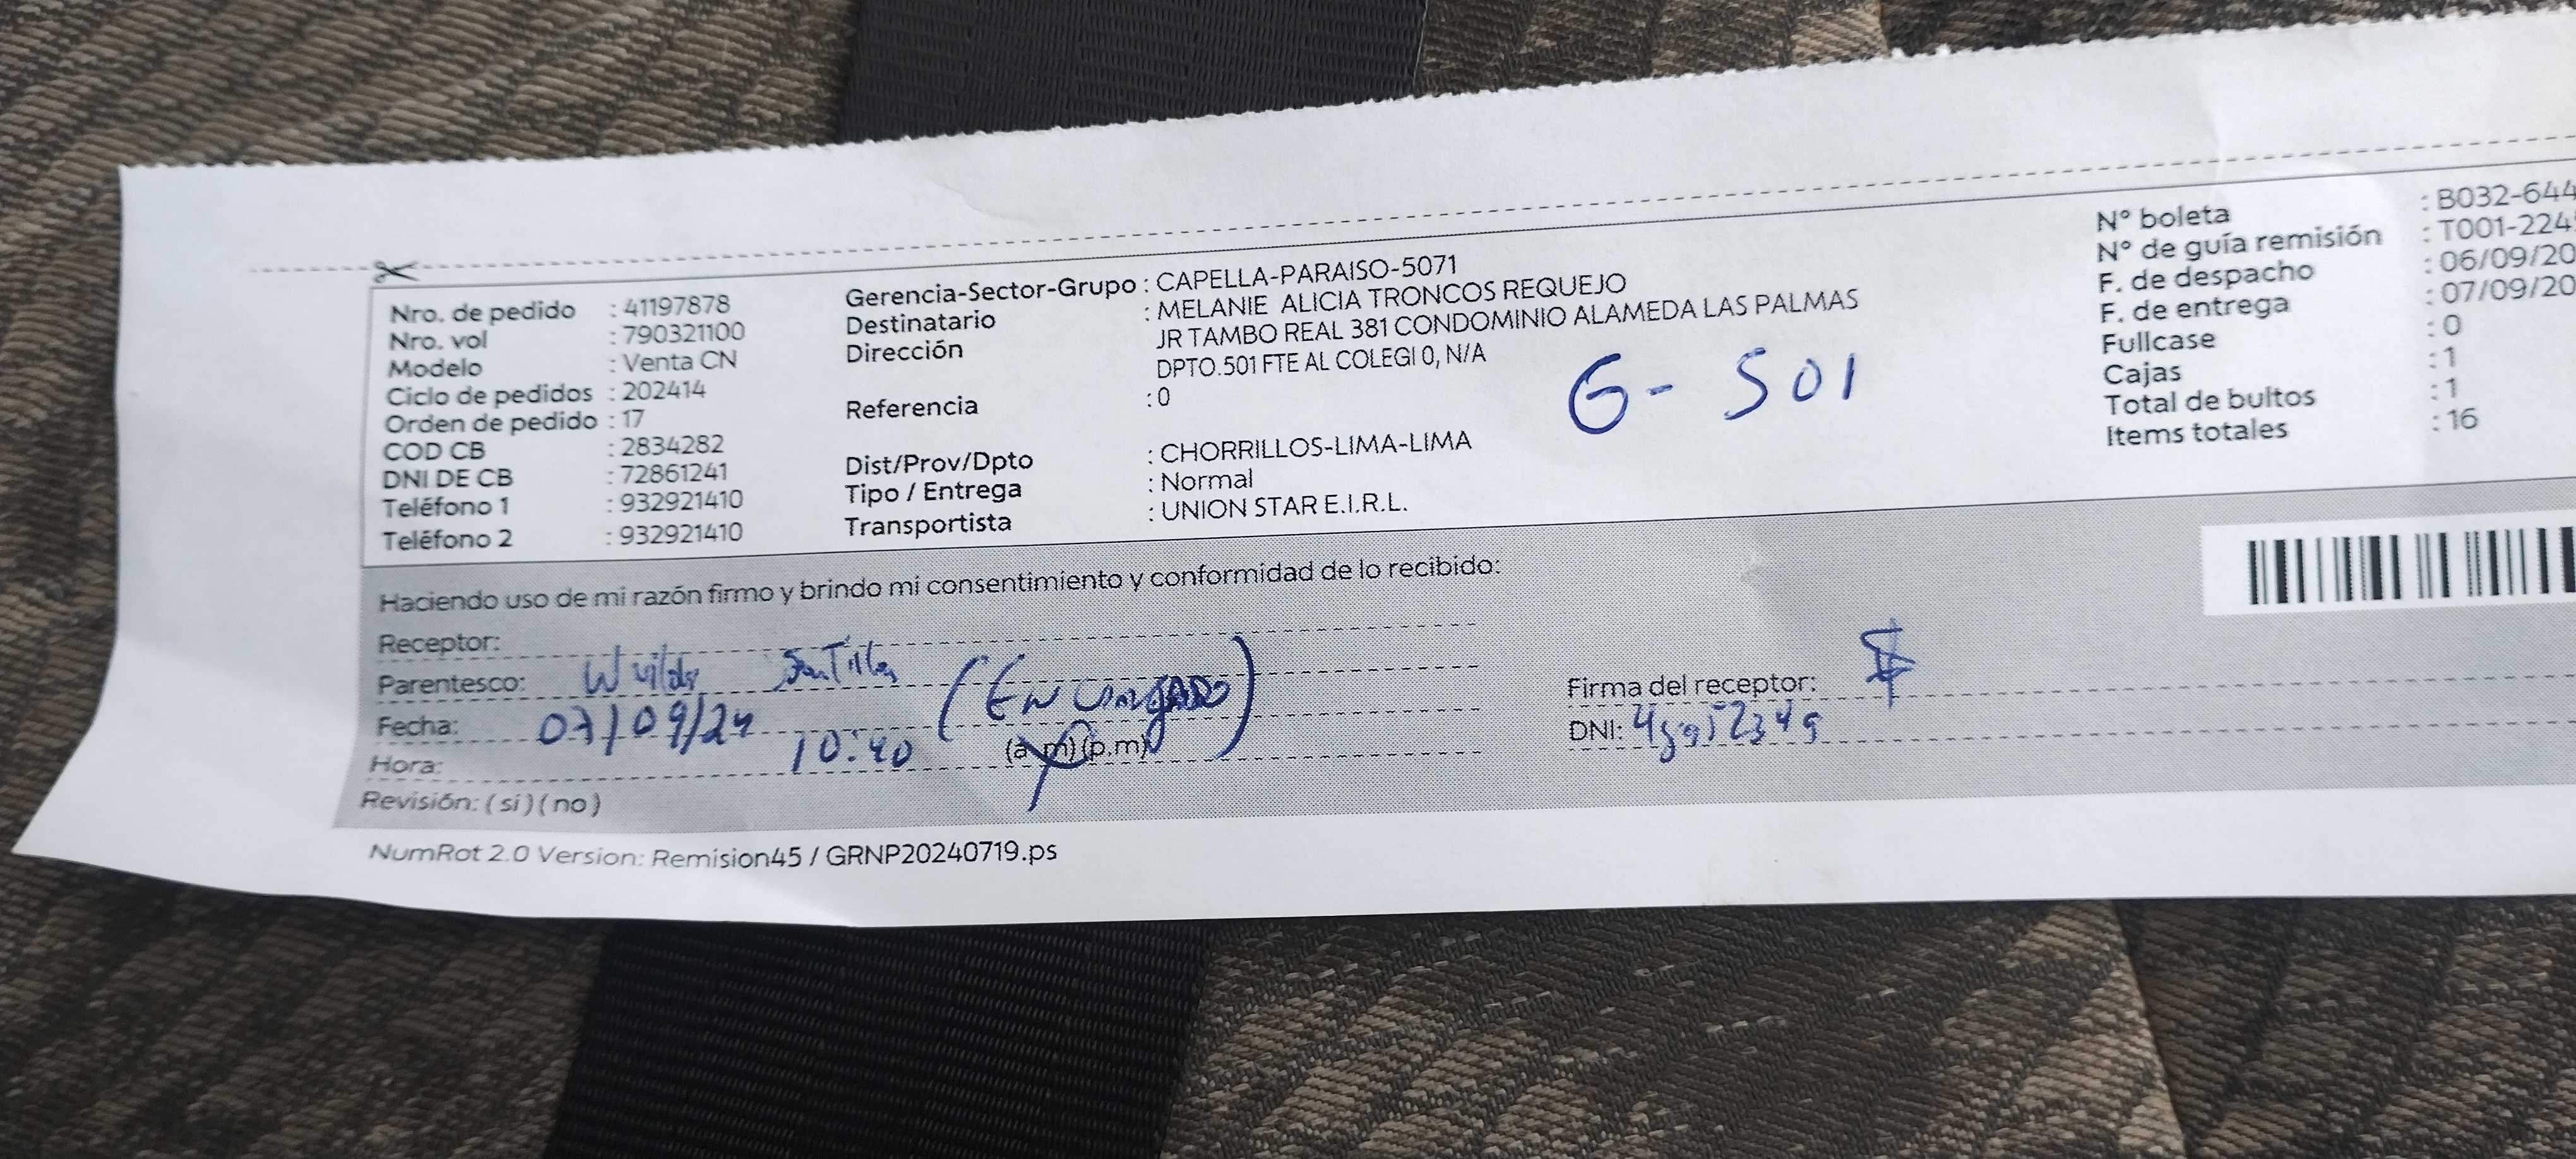 Nro. de pedido : 41197878
Nro. vol : 790321100
Modelo : Venta CN
Ciclo de pedidos : 202414
Orden de pedido : 17
COD CB : 2834282
DNI DE CB : 72861241
Teléfono 1 : 932921410
Teléfono 2 : 932921410
Gerencia-Sector-Grupo : CAPELLA-PARAISO-5071
Destinatario : MELANIE ALICIA TRONCOS REQUEJO
Dirección JR TAMBO REAL 381 CONDOMINIO ALAMEDA LAS PALMAS
DPTO.501 FTE AL COLEGI 0, N/A
Referencia : 0
G- 501
Dist/Prov/Dpto : CHORRILLOS-LIMA-LIMA
Tipo / Entrega : Normal
Transportista : UNION STAR E.I.R.L.
N° boleta : B032-644
N° de guía remisión : T001-224
F. de despacho : 06/09/20
F. de entrega : 07/09/20
Fullcase : 0
Cajas : 1
Total de bultos : 1
Items totales : 16
Haciendo uso de mi razón firmo y brindo mi consentimiento y conformidad de lo recibido:
Receptor:
Parentesco: (ENCARGADO)
Fecha: 07/09/24
Hora: 10:40 (a.m) (p.m)
Revisión: ( si ) ( no )
Firma del receptor:
DNI:
NumRot 2.0 Version: Remision45 / GRNP20240719.ps